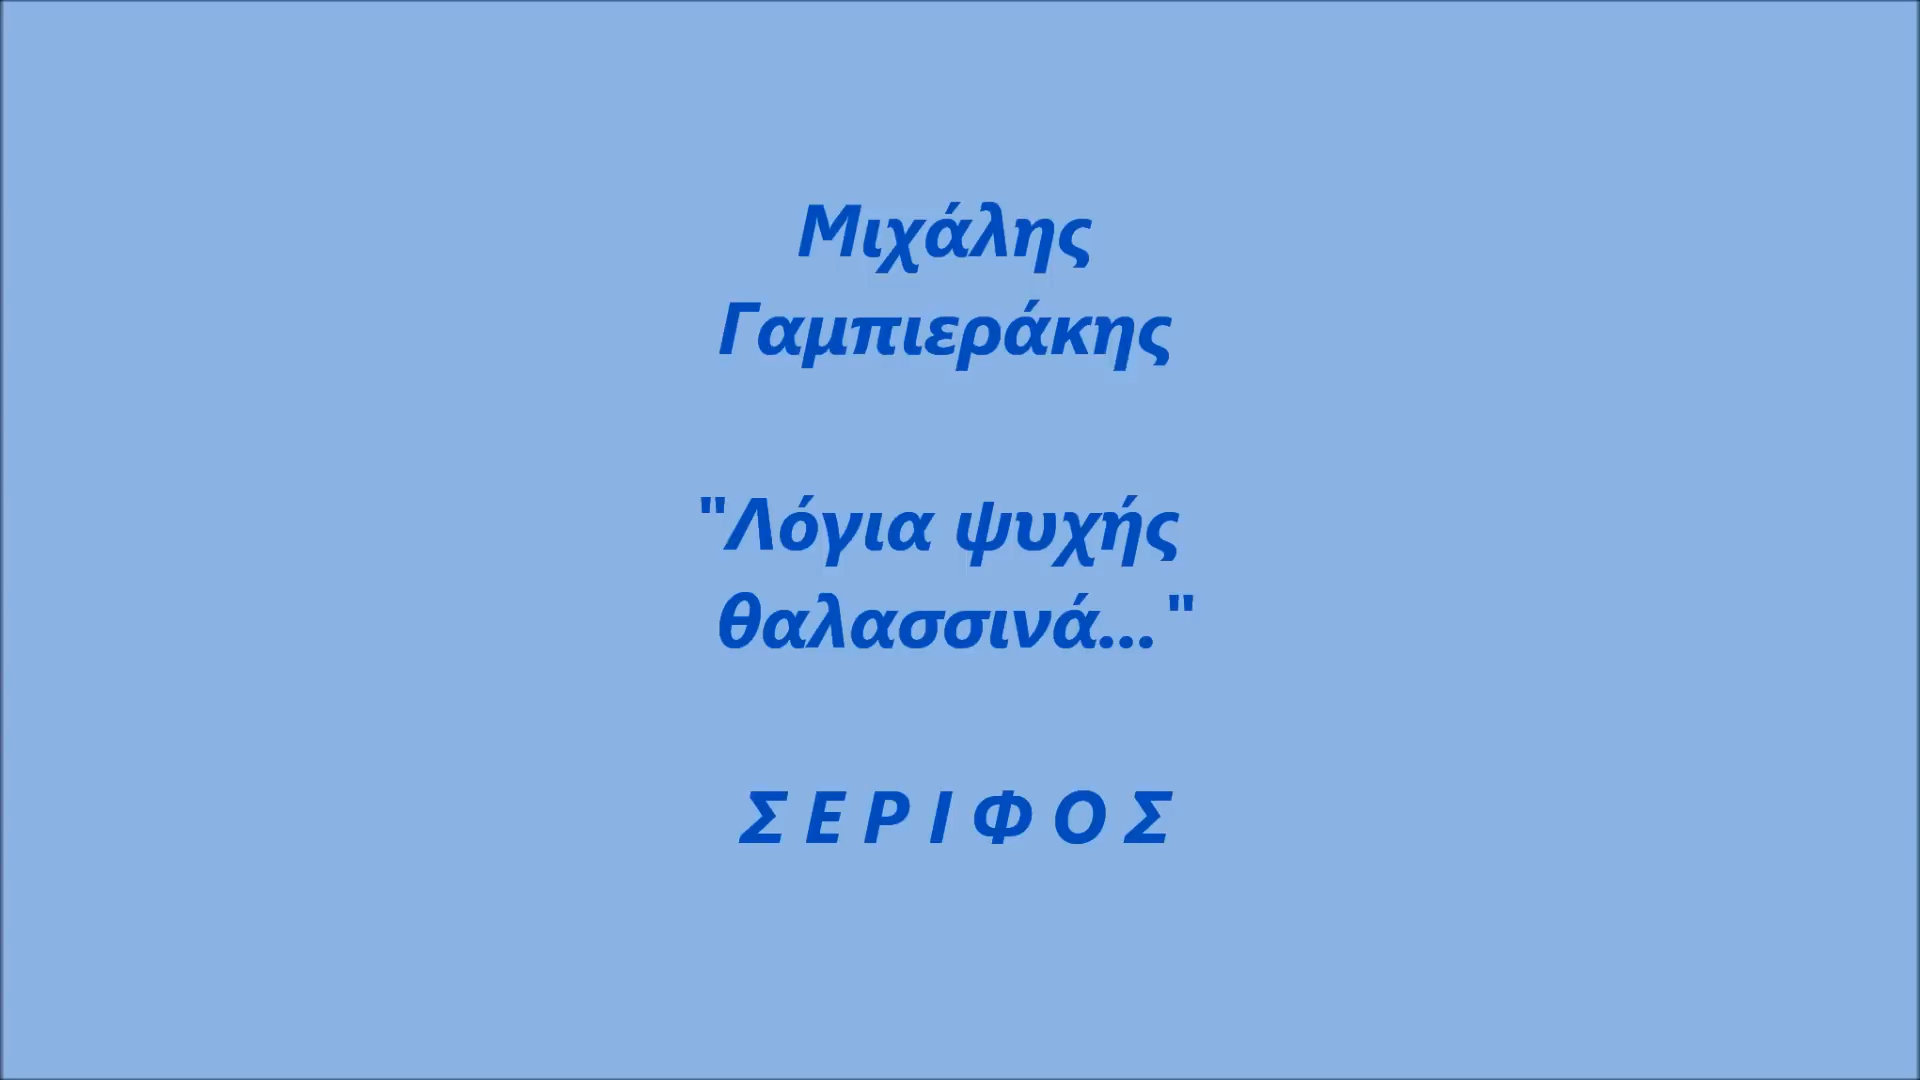 Μιχάλης
Γαμπιεράκης
"Λόγια ψυχής
θαλασσινά..."
Σ Ε Ρ Ι Φ Ο Σ